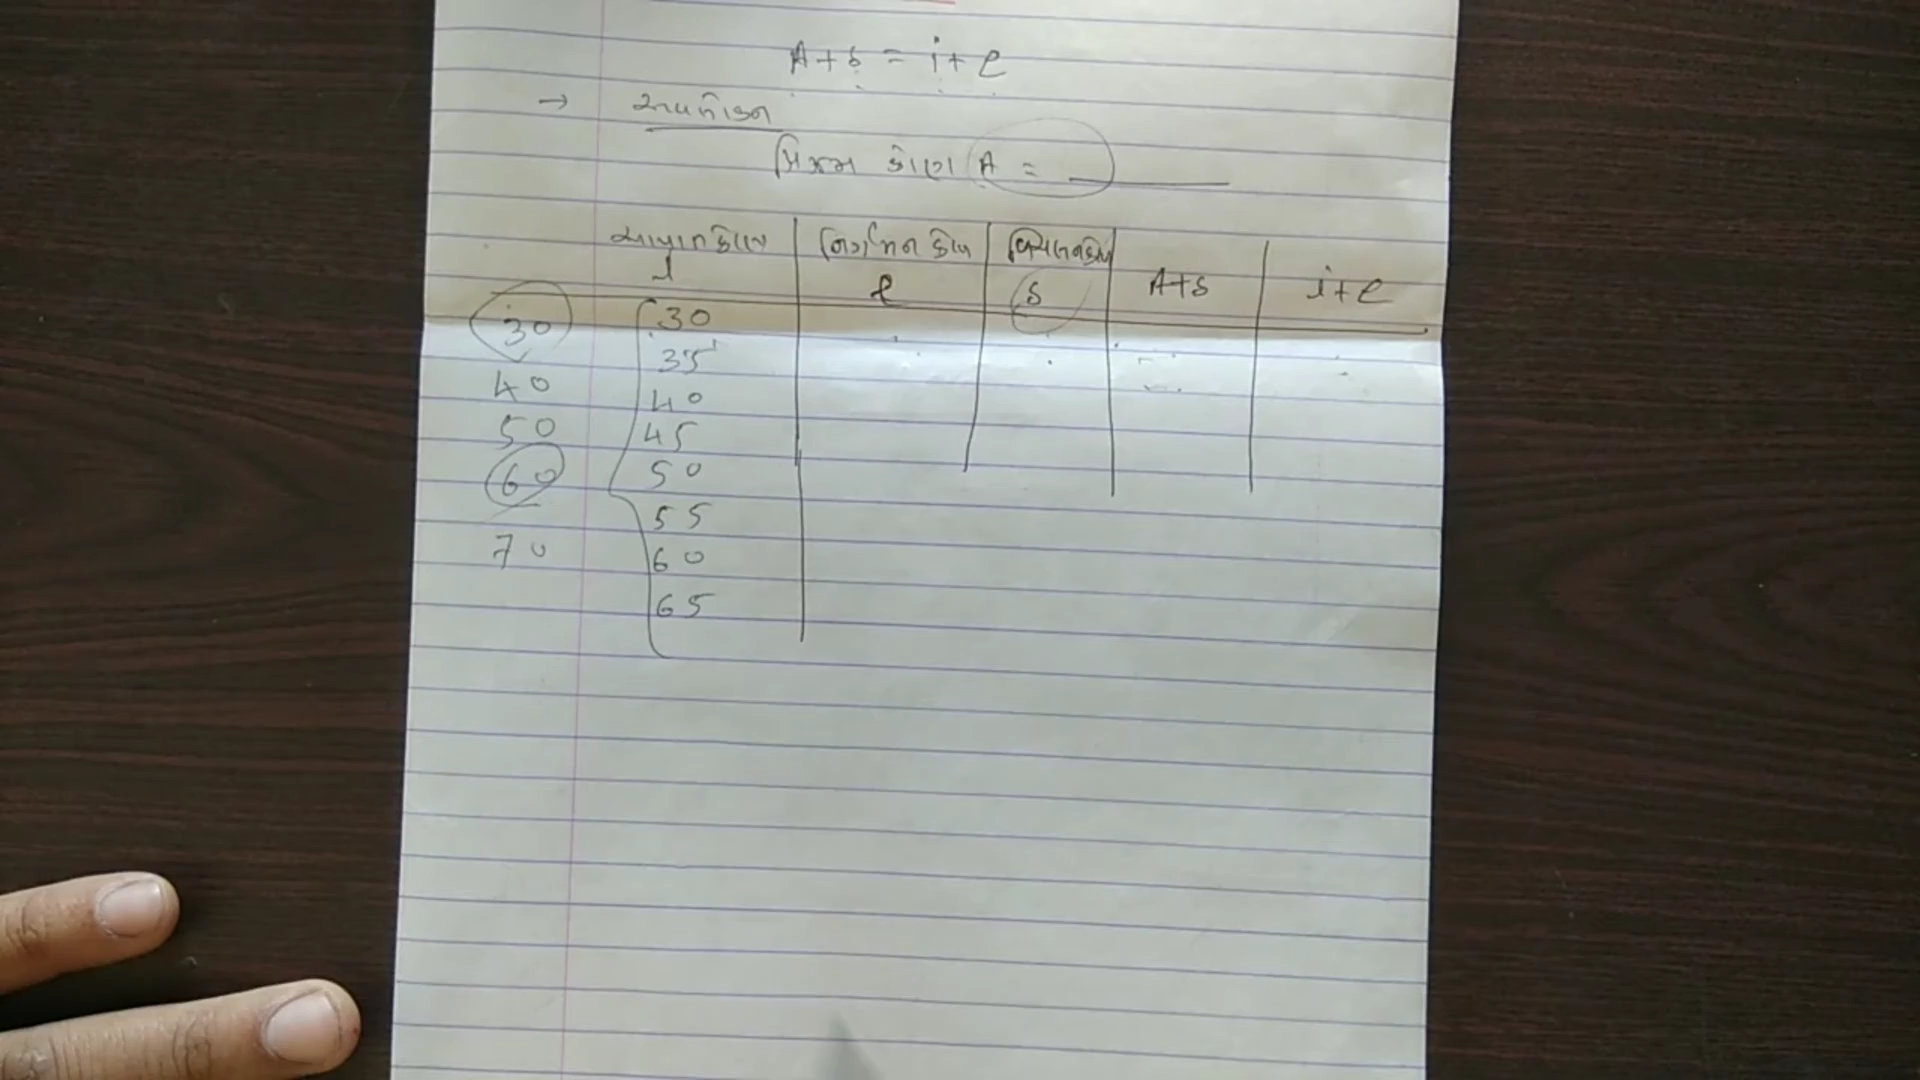 A + δ = i + e
→ અવલોકન
પ્રિઝમ કોણ A = ______
આપાતકોણ નિર્ગમન કોણ વિચલનકોણ
i e δ A+δ i+e
30 30
35
40 40
50 45
60 50
55
70 60
65